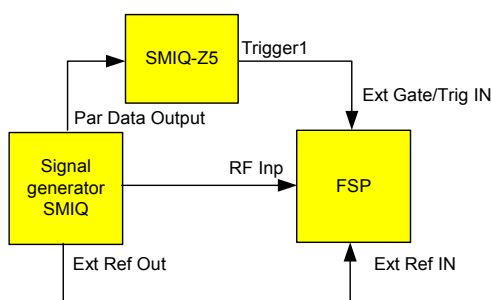 SMIQ-Z5
Trigger1
Ext Gate/Trig IN
Par Data Output
Signal
generator
SMIQ
RF Inp
FSP
Ext Ref Out
Ext Ref IN